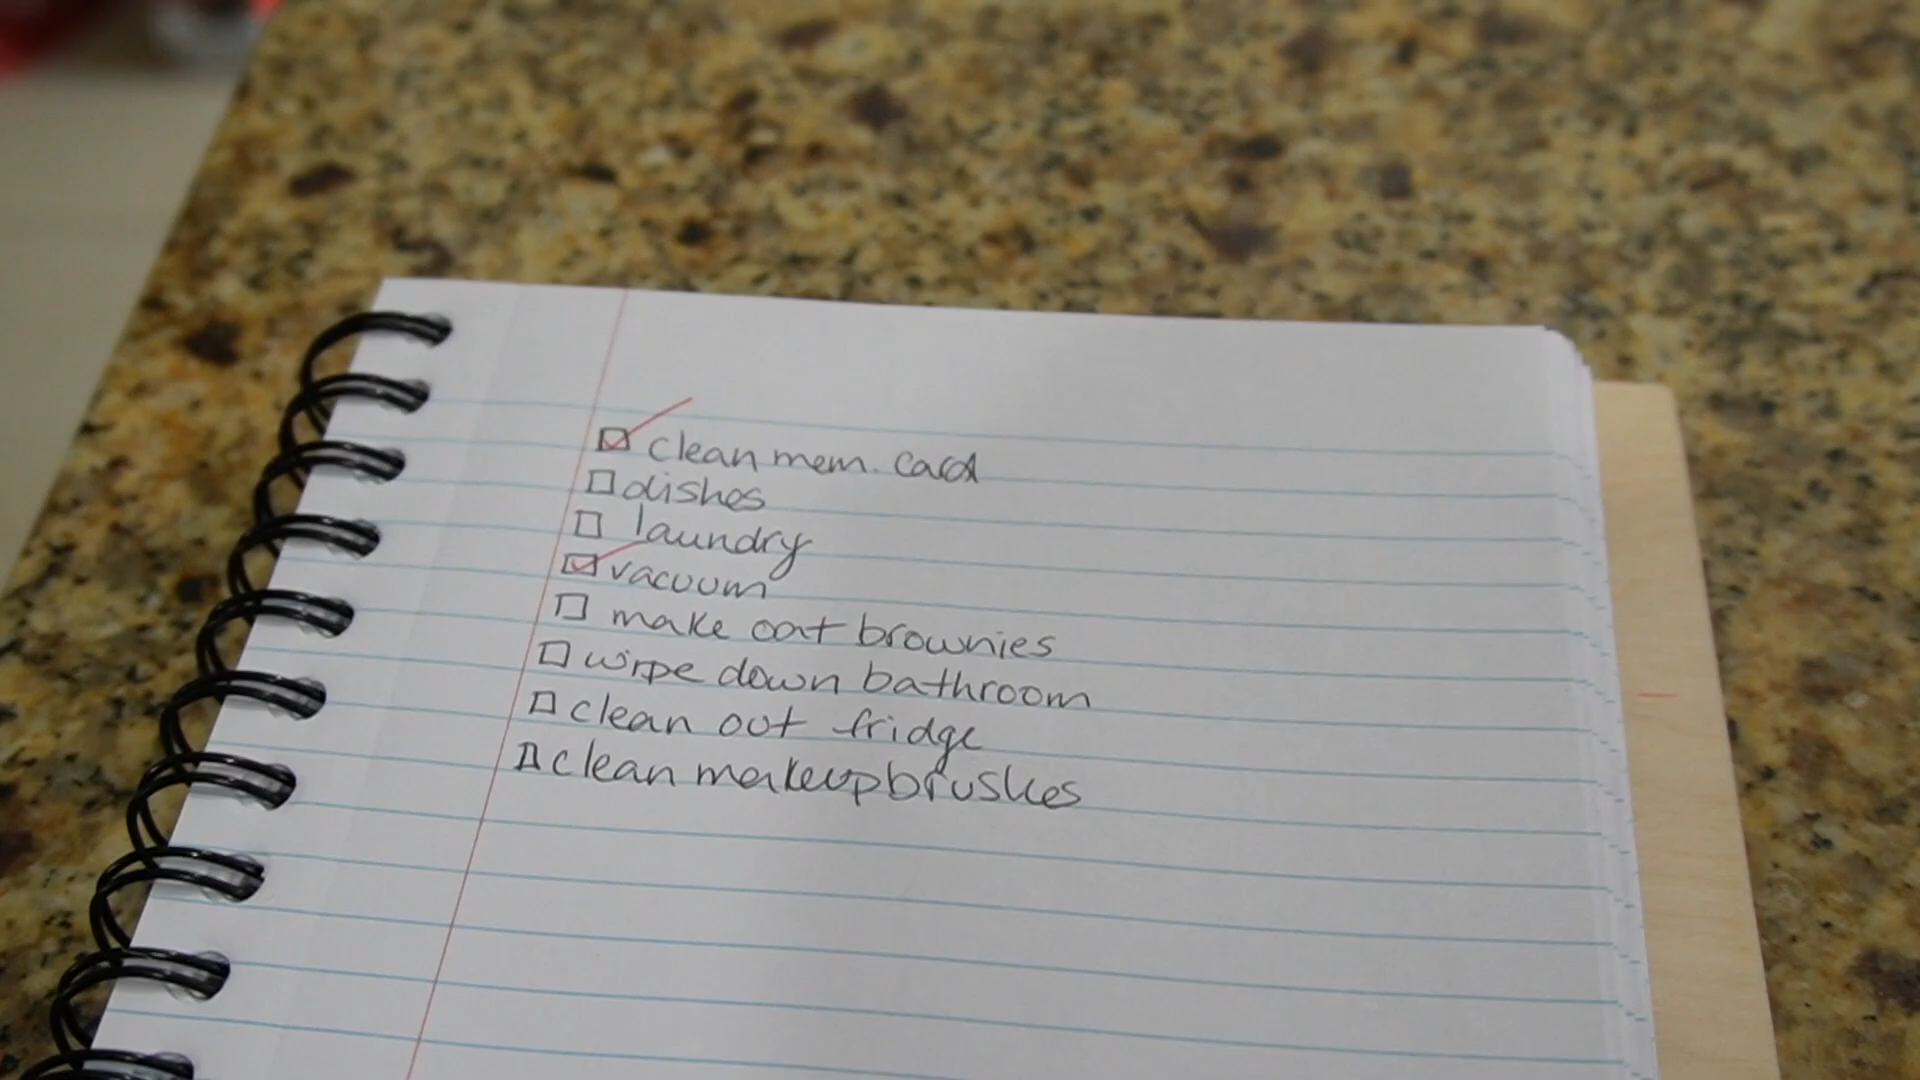 clean mem. card
dishes
laundry
vacuum
make oat brownies
wipe down bathroom
clean out fridge
clean makeup brushes